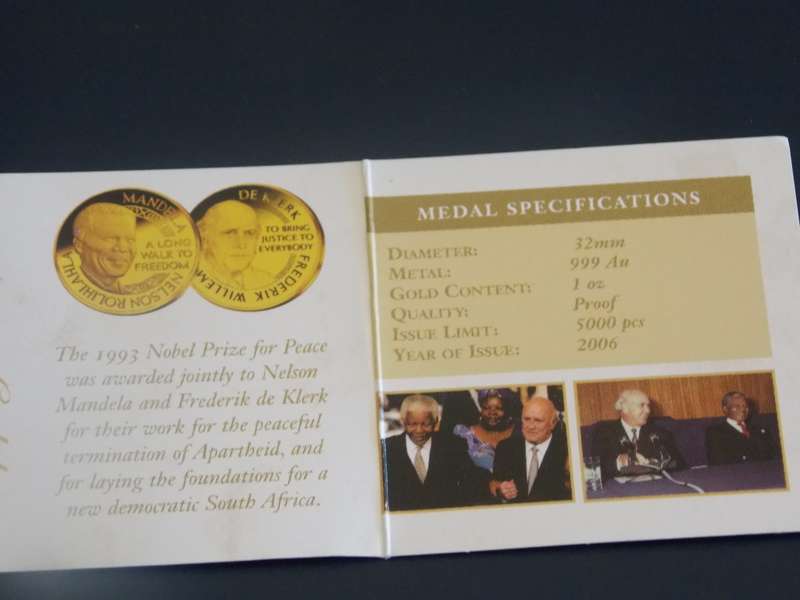 MANDELA
A LONG
WALK TO
FREEDOM
NELSON ROLIHLAHLA
DE KLERK
TO BRING
JUSTICE TO
EVERYBODY
FREDERIK WILLEM
The 1993 Nobel Prize for Peace
was awarded jointly to Nelson
Mandela and Frederik de Klerk
for their work for the peaceful
termination of Apartheid, and
for laying the foundations for a
new democratic South Africa.
MEDAL SPECIFICATIONS
DIAMETER: 32mm
METAL: 999 Au
GOLD CONTENT: 1 oz
QUALITY: Proof
ISSUE LIMIT: 5000 pcs
YEAR OF ISSUE: 2006